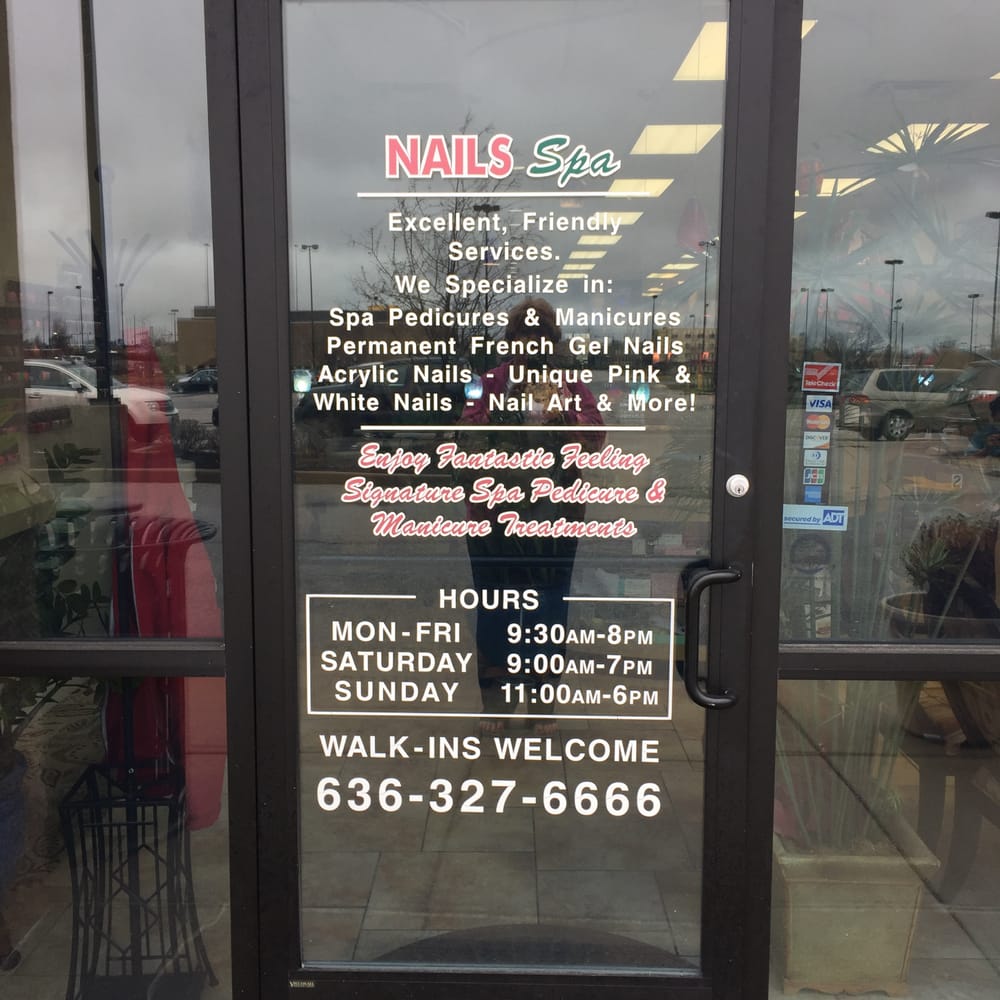 NAILS Spa
Excellent, Friendly
Services.
We Specialize in:
Spa Pedicures & Manicures
Permanent French Gel Nails
Acrylic Nails - Unique Pink &
White Nails - Nail Art & More!
Enjoy Fantastic Feeling
Signature Spa Pedicure &
Manicure Treatments
HOURS
MON-FRI 9:30AM-8PM
SATURDAY 9:00AM-7PM
SUNDAY 11:00AM-6PM
WALK-INS WELCOME
636-327-6666
TeleCheck
VISA
MasterCard
DISCOVER
JCB
secured by ADT